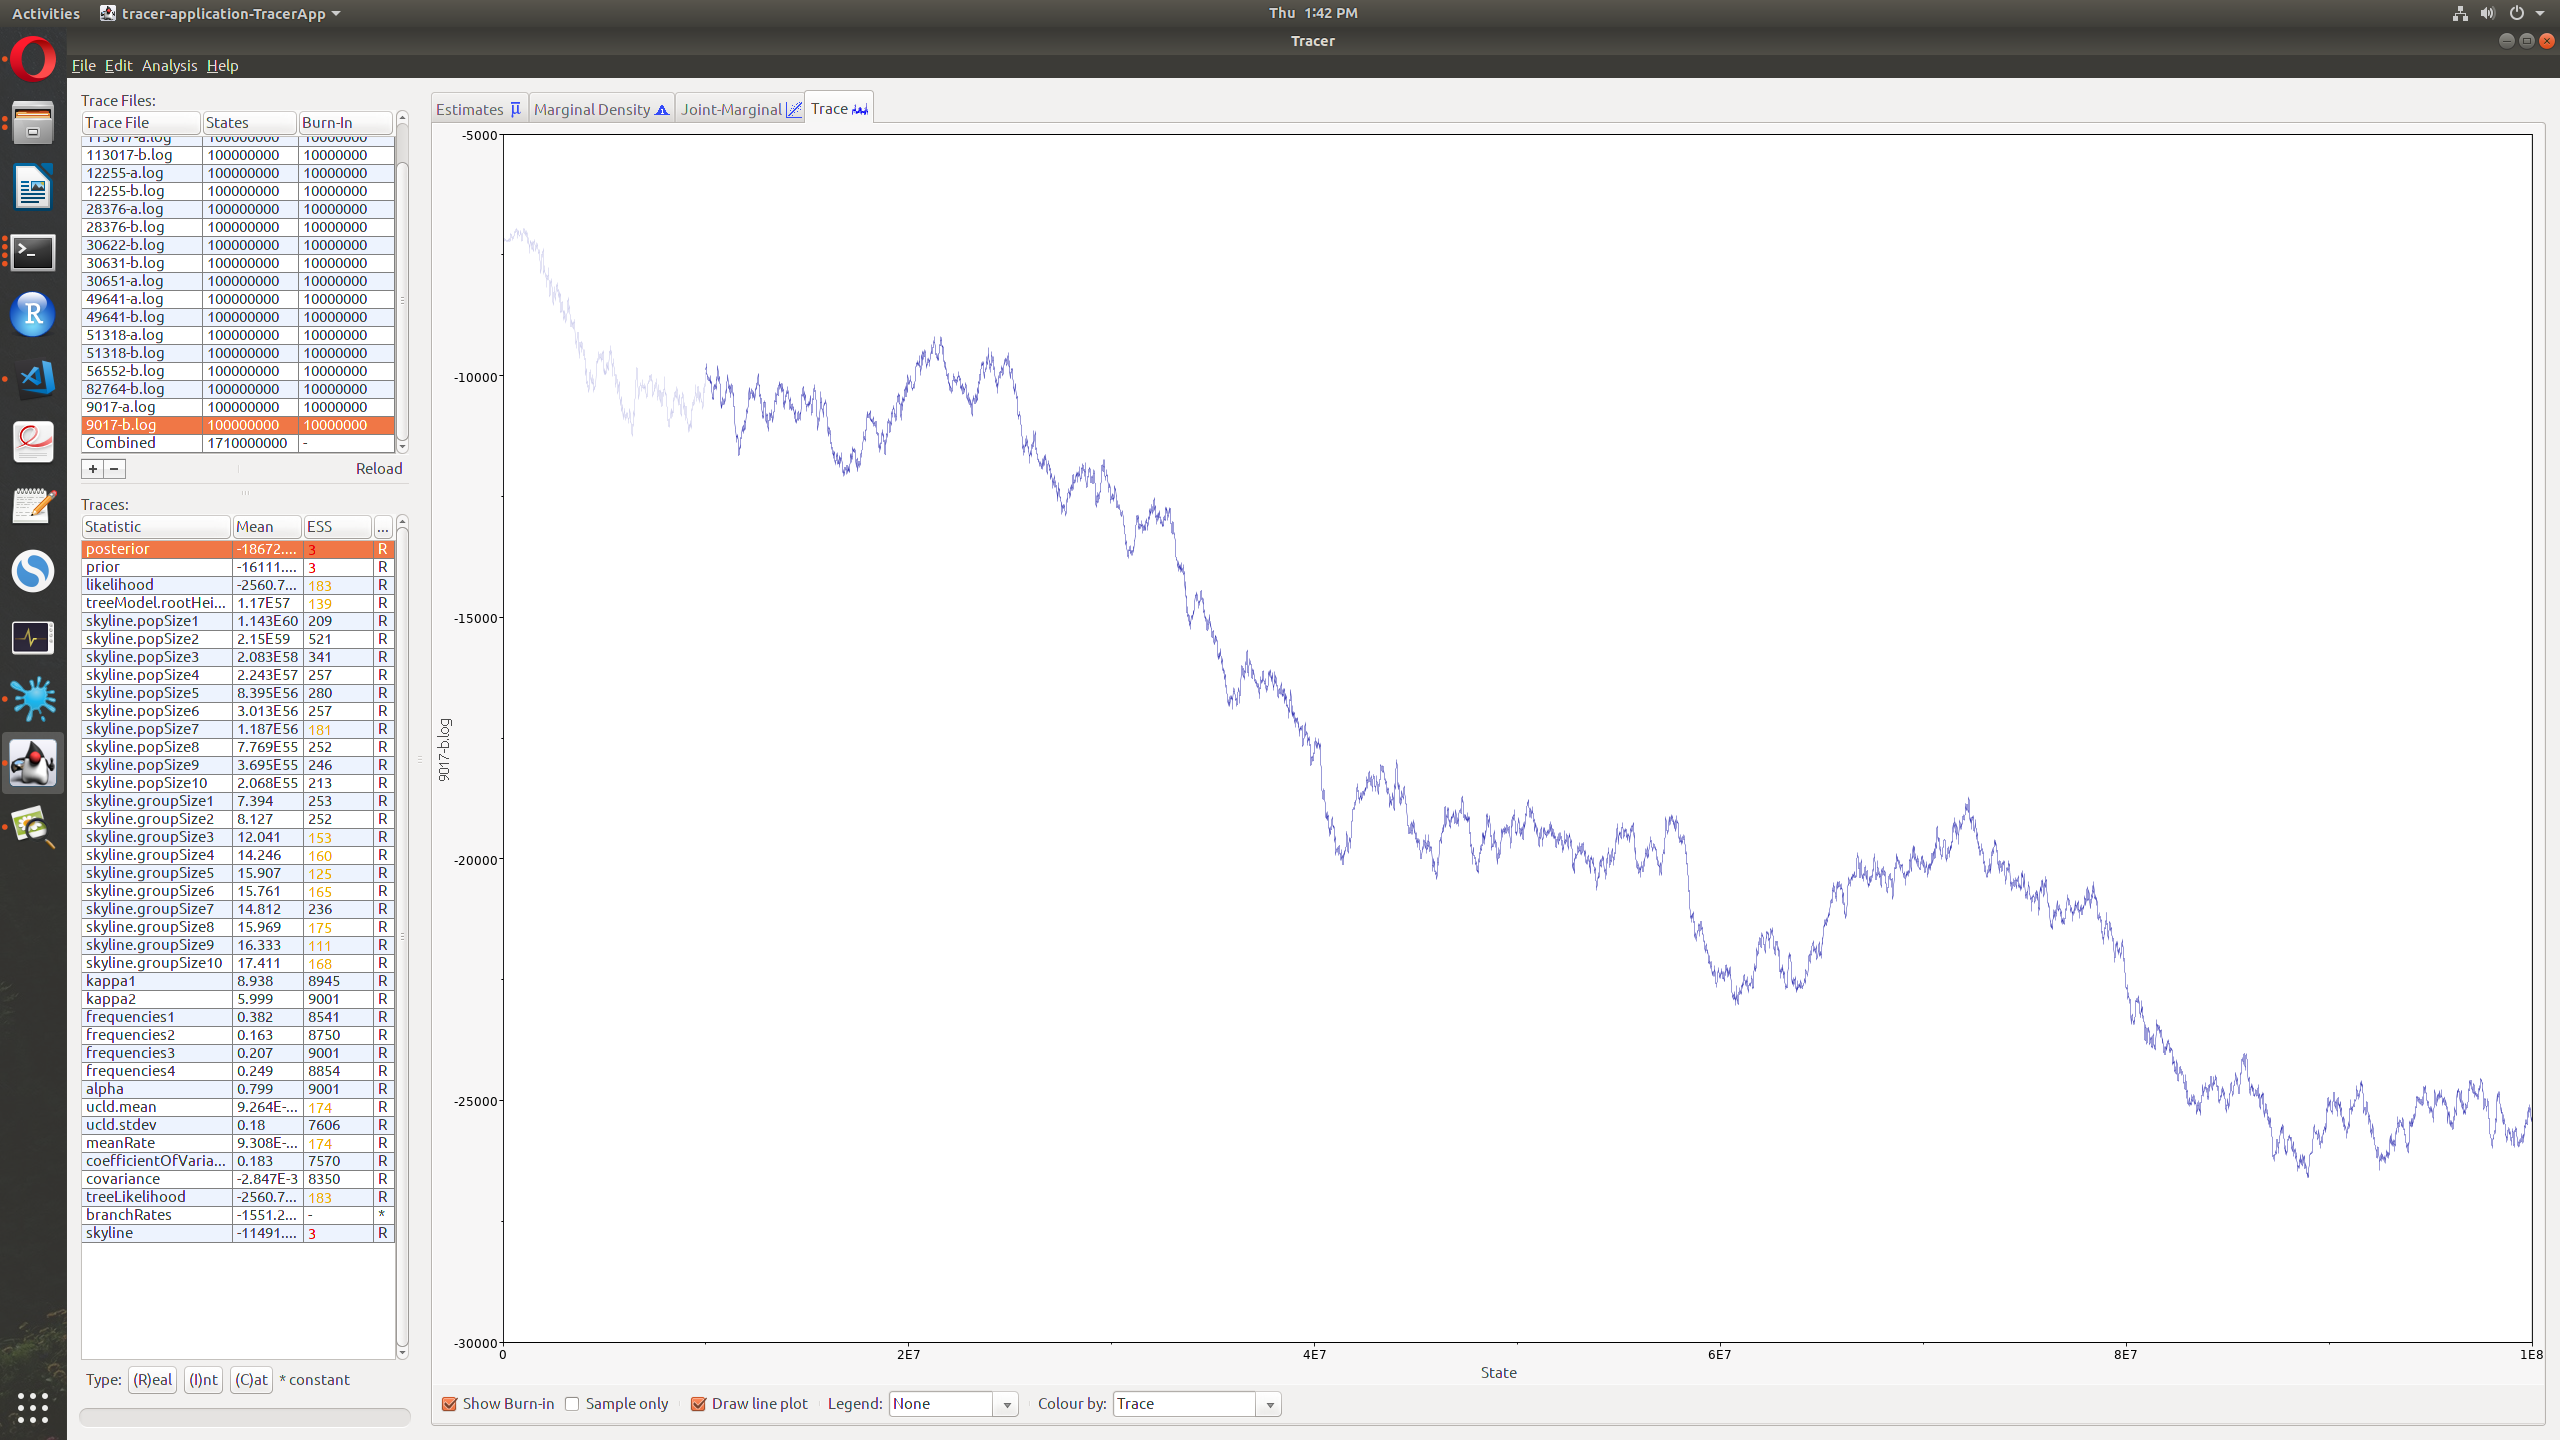 Activities tracer-application-TracerApp Thu 1:42 PM
Tracer
File Edit Analysis Help
Trace Files:
Trace File States Burn-In
113017-a.log 100000000 10000000
113017-b.log 100000000 10000000
12255-a.log 100000000 10000000
12255-b.log 100000000 10000000
28376-a.log 100000000 10000000
28376-b.log 100000000 10000000
30622-b.log 100000000 10000000
30631-b.log 100000000 10000000
30651-a.log 100000000 10000000
49641-a.log 100000000 10000000
49641-b.log 100000000 10000000
51318-a.log 100000000 10000000
51318-b.log 100000000 10000000
56552-b.log 100000000 10000000
82764-b.log 100000000 10000000
9017-a.log 100000000 10000000
9017-b.log 100000000 10000000
Combined 1710000000 -
+ - Reload
Traces:
Statistic Mean ESS ...
posterior -18672.... 3 R
prior -16111.... 3 R
likelihood -2560.7... 183 R
treeModel.rootHei... 1.17E57 139 R
skyline.popSize1 1.143E60 209 R
skyline.popSize2 2.15E59 521 R
skyline.popSize3 2.083E58 341 R
skyline.popSize4 2.243E57 257 R
skyline.popSize5 8.395E56 280 R
skyline.popSize6 3.013E56 257 R
skyline.popSize7 1.187E56 181 R
skyline.popSize8 7.769E55 252 R
skyline.popSize9 3.695E55 246 R
skyline.popSize10 2.068E55 213 R
skyline.groupSize1 7.394 253 R
skyline.groupSize2 8.127 252 R
skyline.groupSize3 12.041 153 R
skyline.groupSize4 14.246 160 R
skyline.groupSize5 15.907 125 R
skyline.groupSize6 15.761 165 R
skyline.groupSize7 14.812 236 R
skyline.groupSize8 15.969 175 R
skyline.groupSize9 16.333 111 R
skyline.groupSize10 17.411 168 R
kappa1 8.938 8945 R
kappa2 5.999 9001 R
frequencies1 0.382 8541 R
frequencies2 0.163 8750 R
frequencies3 0.207 9001 R
frequencies4 0.249 8854 R
alpha 0.799 9001 R
ucld.mean 9.264E-... 174 R
ucld.stdev 0.18 7606 R
meanRate 9.308E-... 174 R
coefficientOfVaria... 0.183 7570 R
covariance -2.847E-3 8350 R
treeLikelihood -2560.7... 183 R
branchRates -1551.2... - *
skyline -11491.... 3 R
Type: (R)eal (I)nt (C)at * constant
Estimates μ Marginal Density Joint-Marginal Trace
-5000
-10000
-15000
-20000
-25000
-30000
9017-b.log
0 2E7 4E7 6E7 8E7 1E8
State
Show Burn-in Sample only Draw line plot Legend: None Colour by: Trace